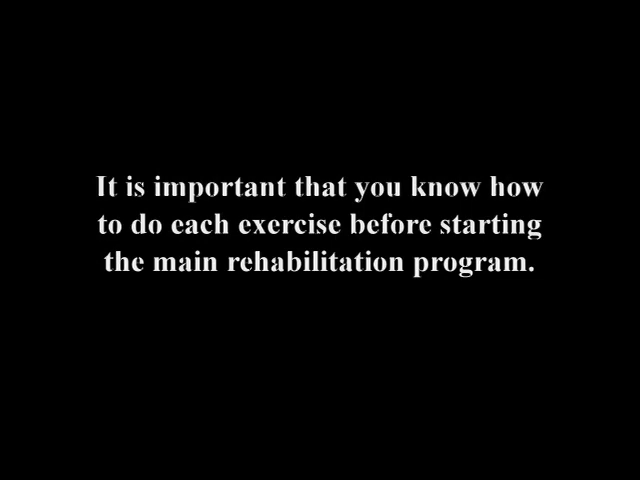 It is important that you know how
to do each exercise before starting
the main rehabilitation program.